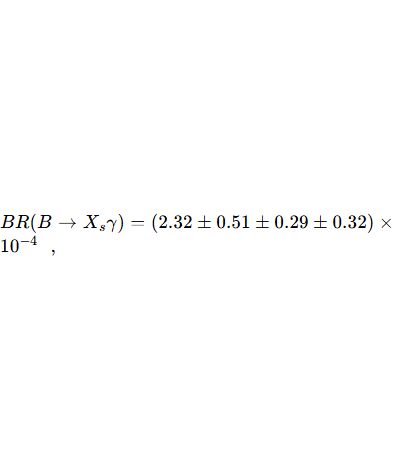 BR(B → X_sγ) = (2.32 ± 0.51 ± 0.29 ± 0.32) ×
10^{−4} ,